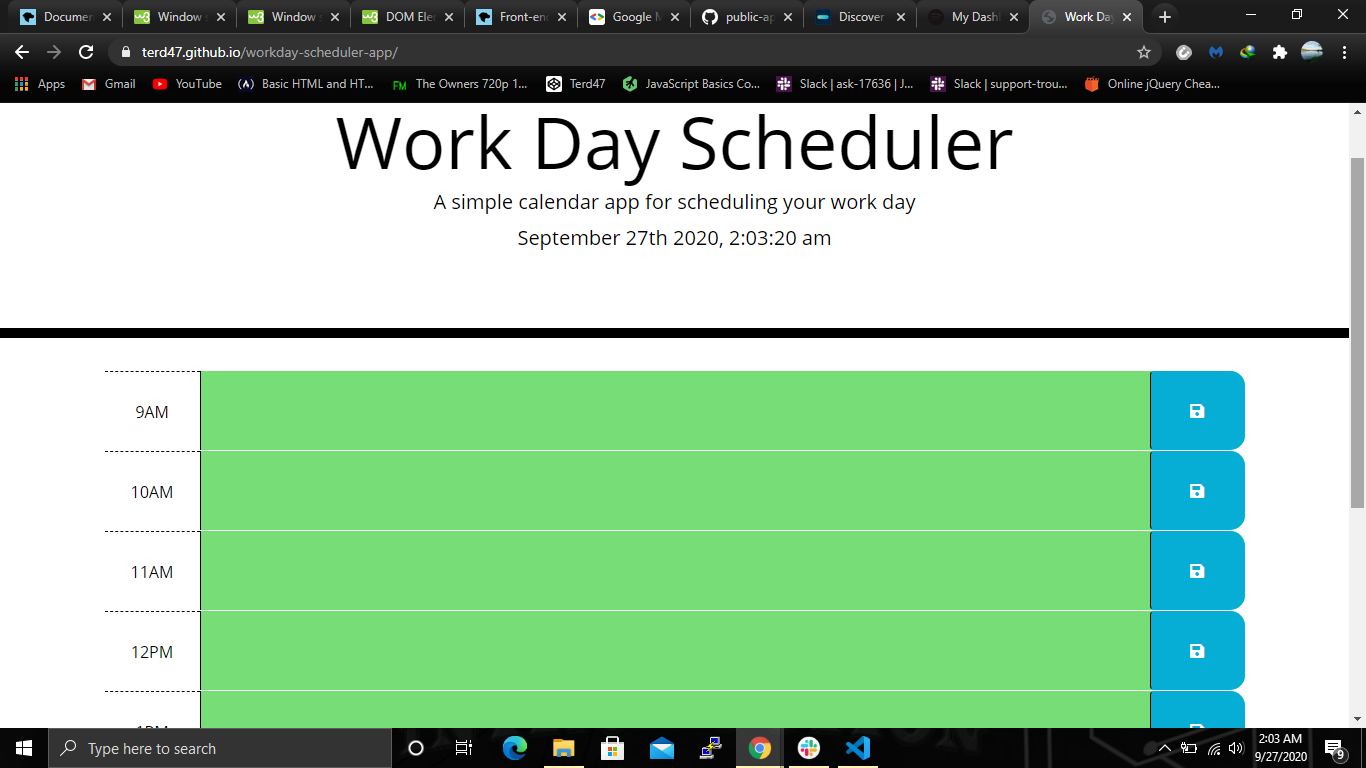 Documen
Window
Window
DOM Ele
Front-en
Google
public-ap
Discover
My Dash
Work Day
terd47.github.io/workday-scheduler-app/
Apps
Gmail
YouTube
Basic HTML and HT...
FM
The Owners 720p 1...
Terd47
JavaScript Basics Co...
Slack | ask-17636 | J...
Slack | support-trou...
Online jQuery Chea...
Work Day Scheduler
A simple calendar app for scheduling your work day
September 27th 2020, 2:03:20 am
9AM
10AM
11AM
12PM
1PM
Type here to search
2:03 AM
9/27/2020
9